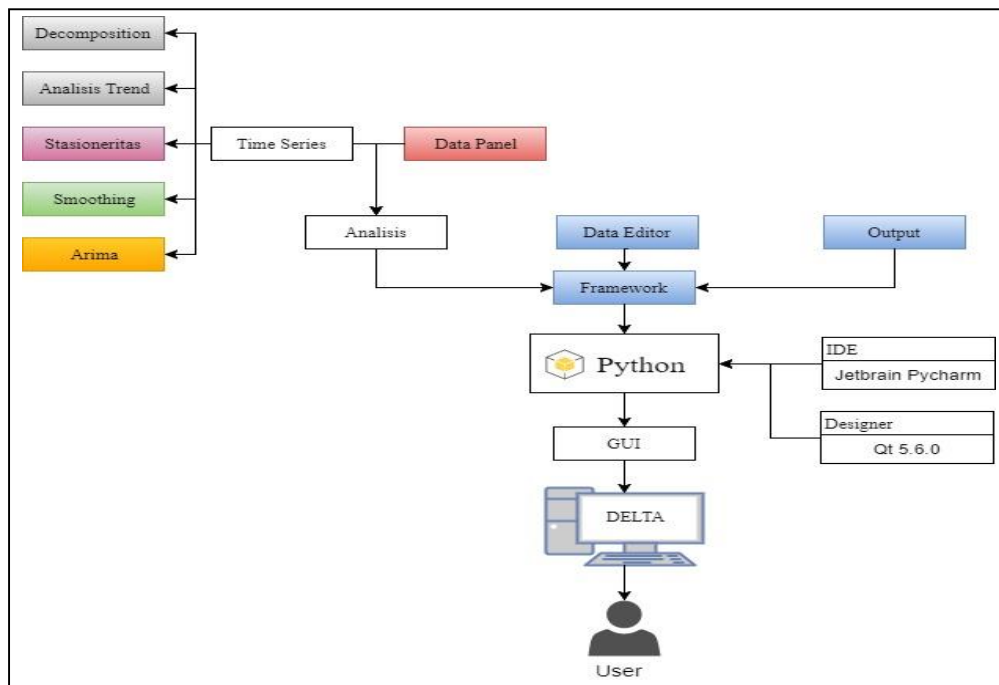 Decomposition
Analisis Trend
Stasioneritas
Time Series
Data Panel
Smoothing
Analisis
Data Editor
Output
Arima
Framework
Python
IDE
Jetbrain Pycharm
Designer
Qt 5.6.0
GUI
DELTA
User